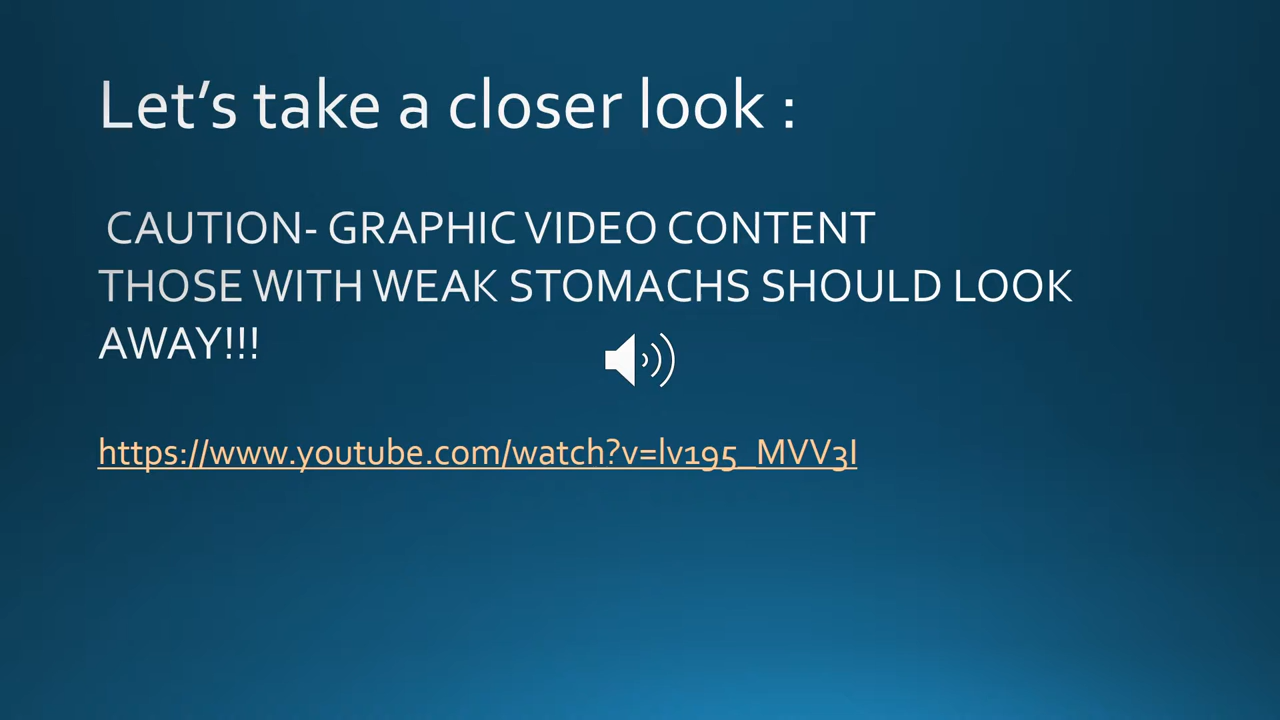 Let’s take a closer look :
CAUTION- GRAPHIC VIDEO CONTENT
THOSE WITH WEAK STOMACHS SHOULD LOOK
AWAY!!!
https://www.youtube.com/watch?v=lv195_MVV3I